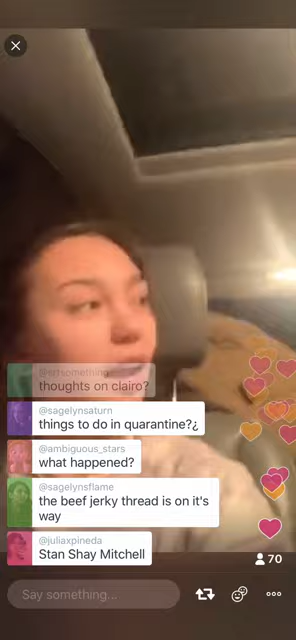 @artsomething
thoughts on clairo?
@sagelynsaturn
things to do in quarantine?¿
@ambiguous_stars
what happened?
@sagelynsflame
the beef jerky thread is on it's
way
@juliaxpineda
Stan Shay Mitchell
70
Say something...